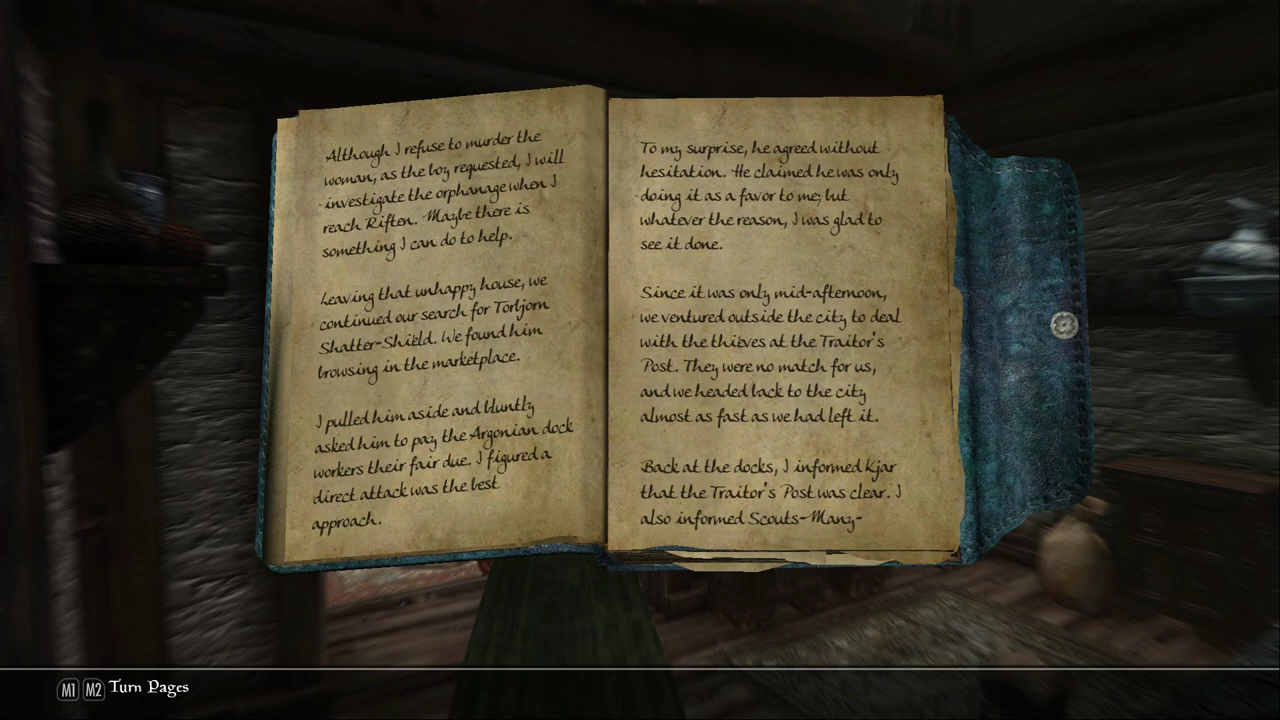 Although I refuse to murder the
woman, as the boy requested, I will
investigate the orphanage when I
reach Riften. Maybe there is
something I can do to help.
Leaving that unhappy house, we
continued our search for Torbjorn
Shatter-Shield. We found him
browsing in the marketplace.
I pulled him aside and bluntly
asked him to pay the Argonian dock
workers their fair due. I figured a
direct attack was the best
approach.
To my surprise, he agreed without
hesitation. He claimed he was only
doing it as a favor to me; but
whatever the reason, I was glad to
see it done.
Since it was only mid-afternoon,
we ventured outside the city to deal
with the thieves at the Traitor's
Post. They were no match for us,
and we headed back to the city
almost as fast as we had left it.
Back at the docks, I informed Kjar
that the Traitor's Post was clear. I
also informed Scouts-Many-
M1 M2 Turn Pages